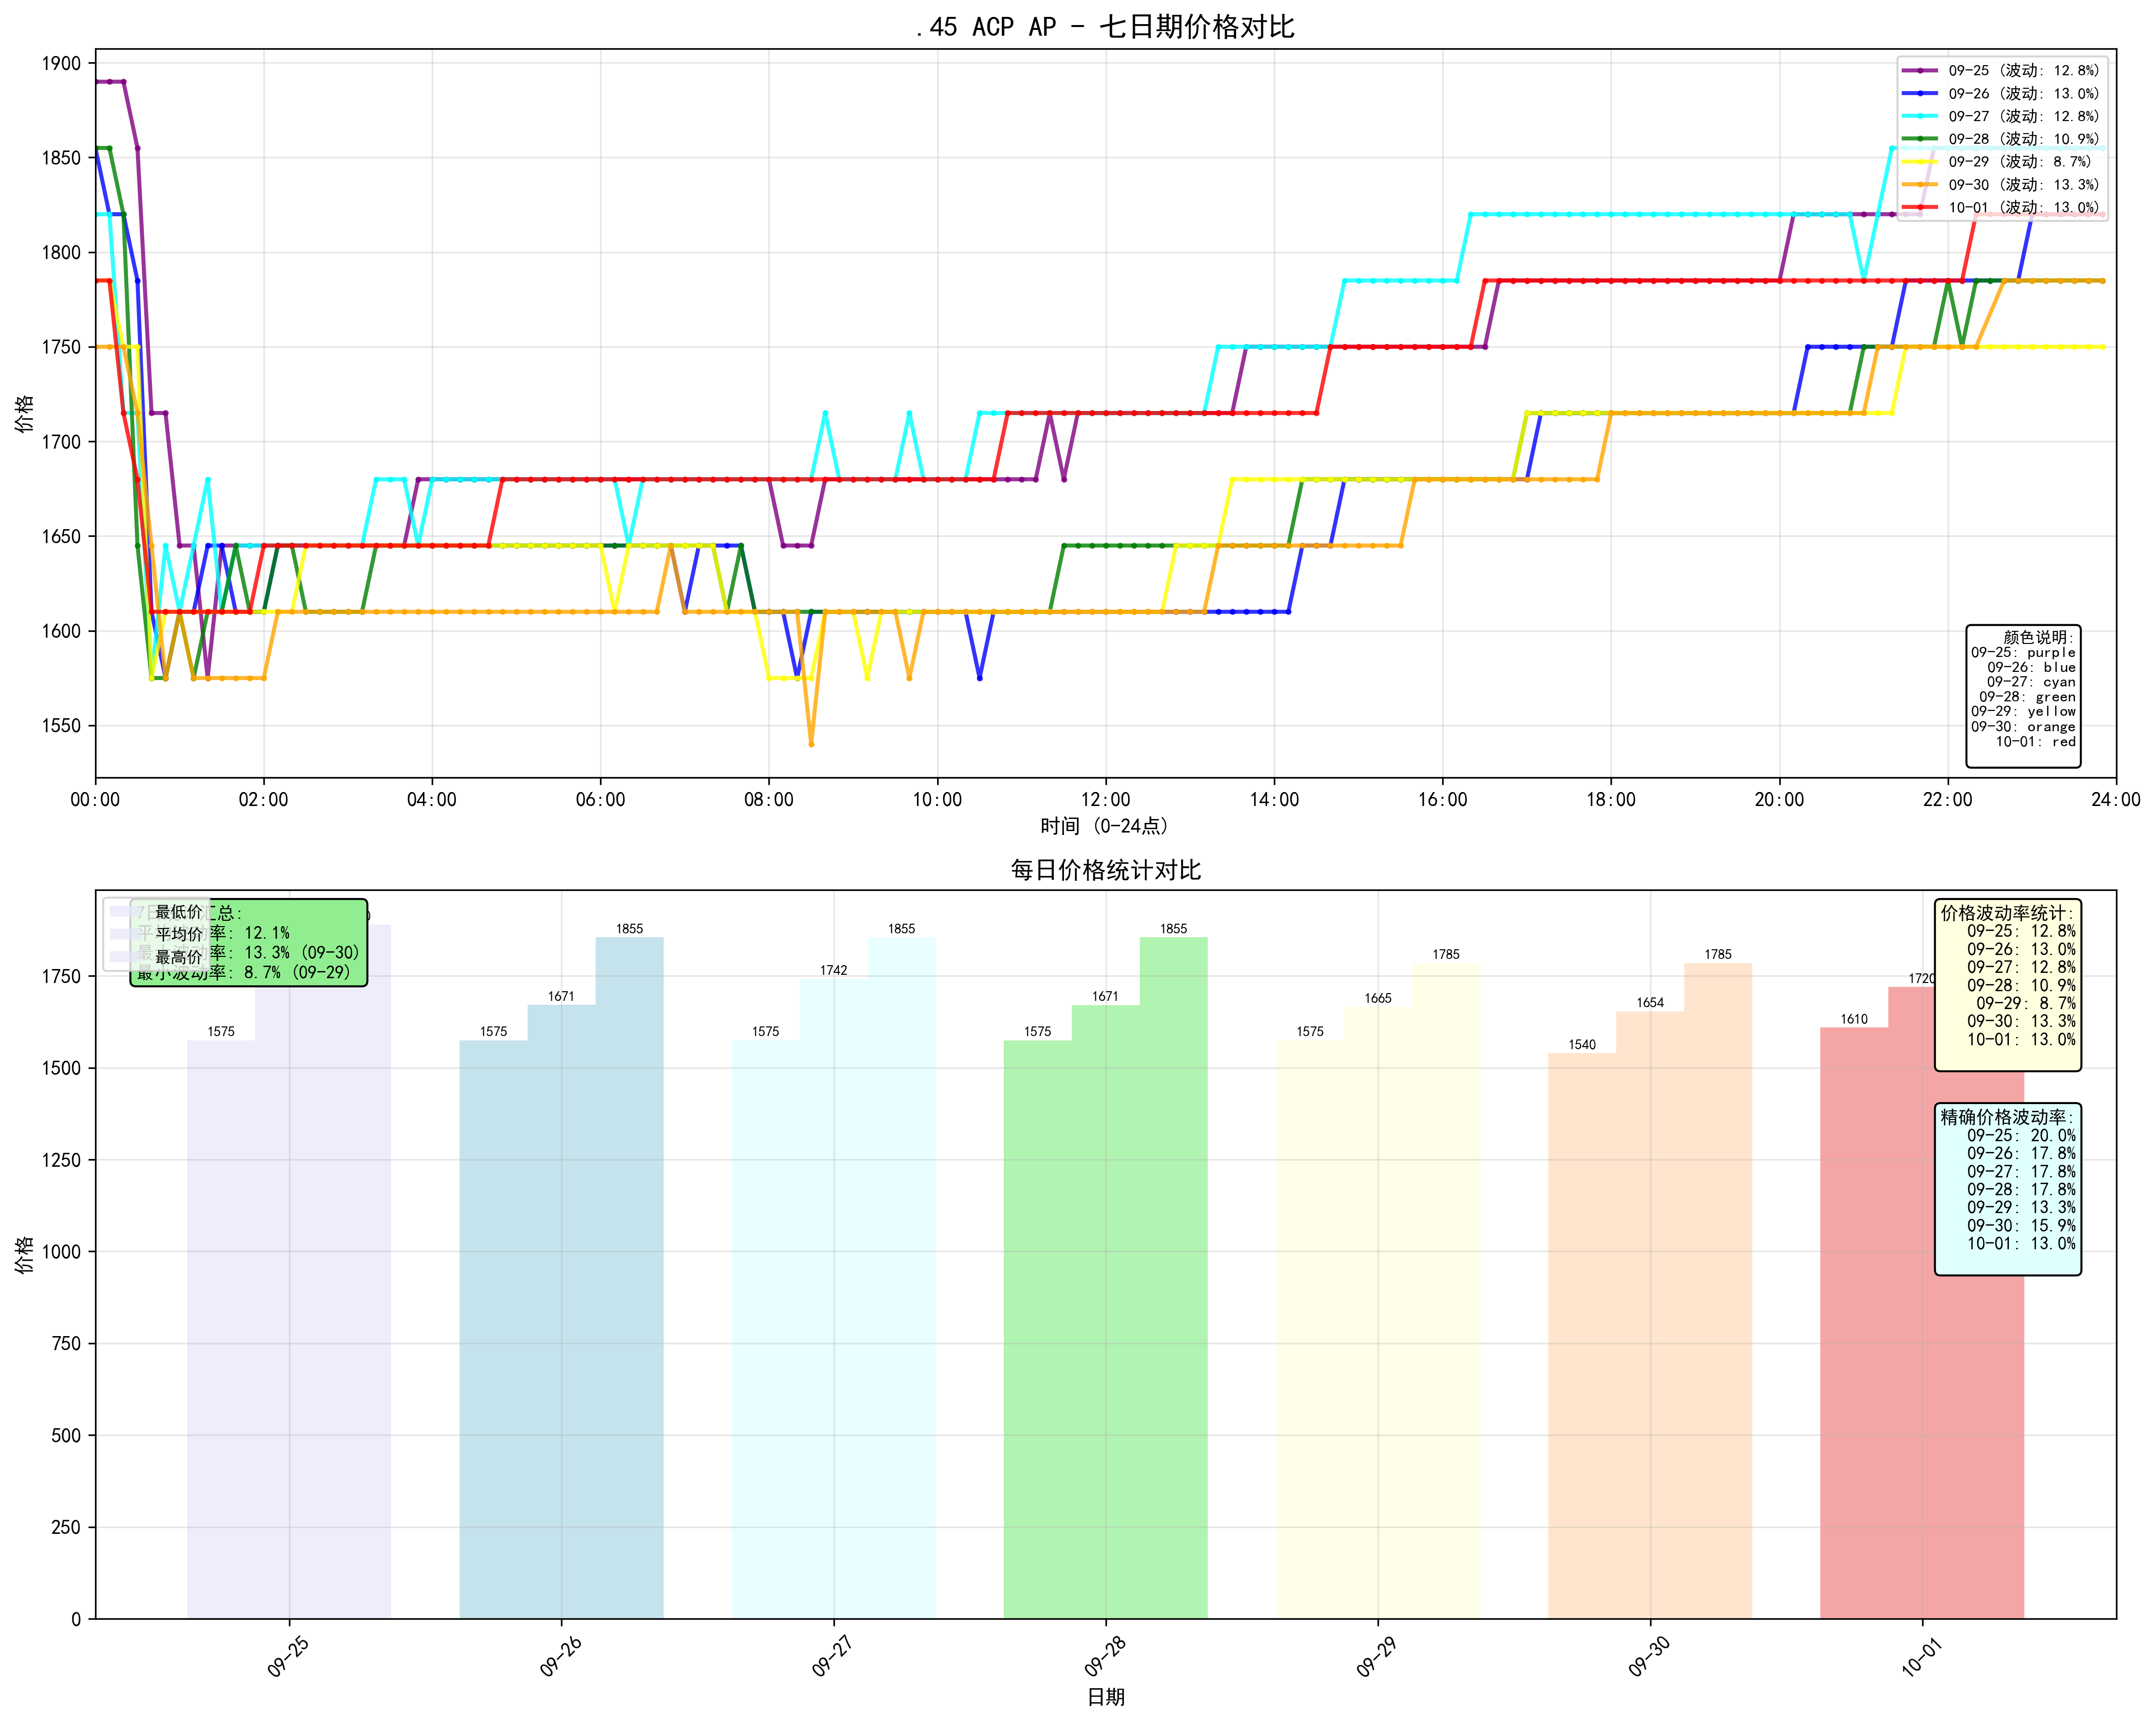 .45 ACP AP - 七日期价格对比
价格
1900
1850
1800
1750
1700
1650
1600
1550
09-25 (波动: 12.8%)
09-26 (波动: 13.0%)
09-27 (波动: 12.8%)
09-28 (波动: 10.9%)
09-29 (波动: 8.7%)
09-30 (波动: 13.3%)
10-01 (波动: 13.0%)
颜色说明:
09-25: purple
09-26: blue
09-27: cyan
09-28: green
09-29: yellow
09-30: orange
10-01: red
00:00 02:00 04:00 06:00 08:00 10:00 12:00 14:00 16:00 18:00 20:00 22:00 24:00
时间 (0-24点)
每日价格统计对比
价格
1750
1500
1250
1000
750
500
250
0
最低价
平均价
最高价
汇总:
率: 12.1%
率: 13.3% (09-30)
最小波动率: 8.7% (09-29)
1575
1575 1671 1855
1575 1742 1855
1575 1671 1855
1575 1665 1785
1540 1654 1785
1610 1720
价格波动率统计:
09-25: 12.8%
09-26: 13.0%
09-27: 12.8%
09-28: 10.9%
09-29: 8.7%
09-30: 13.3%
10-01: 13.0%
精确价格波动率:
09-25: 20.0%
09-26: 17.8%
09-27: 17.8%
09-28: 17.8%
09-29: 13.3%
09-30: 15.9%
10-01: 13.0%
09-25 09-26 09-27 09-28 09-29 09-30 10-01
日期